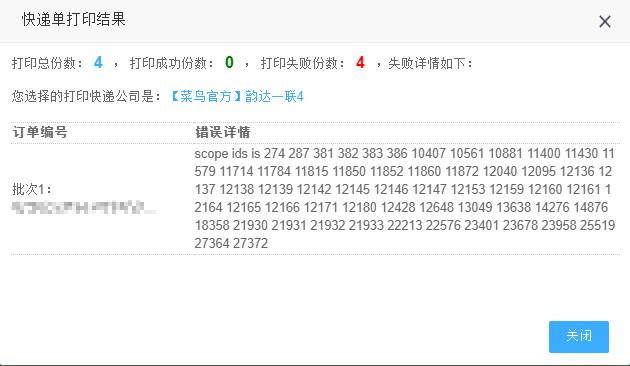 快递单打印结果
打印总份数： 4 ， 打印成功份数： 0 ， 打印失败份数： 4 ，失败详情如下：
您选择的打印快递公司是：【菜鸟官方】韵达一联4
订单编号 错误详情
批次1：
scope ids is 274 287 381 382 383 386 10407 10561 10881 11400 11430 11
579 11714 11784 11815 11850 11852 11860 11872 12040 12095 12136 12
137 12138 12139 12142 12145 12146 12147 12153 12159 12160 12161 1
2164 12165 12166 12171 12180 12428 12648 13049 13638 14276 14876
18358 21930 21931 21932 21933 22213 22576 23401 23678 23958 25519
27364 27372
关闭